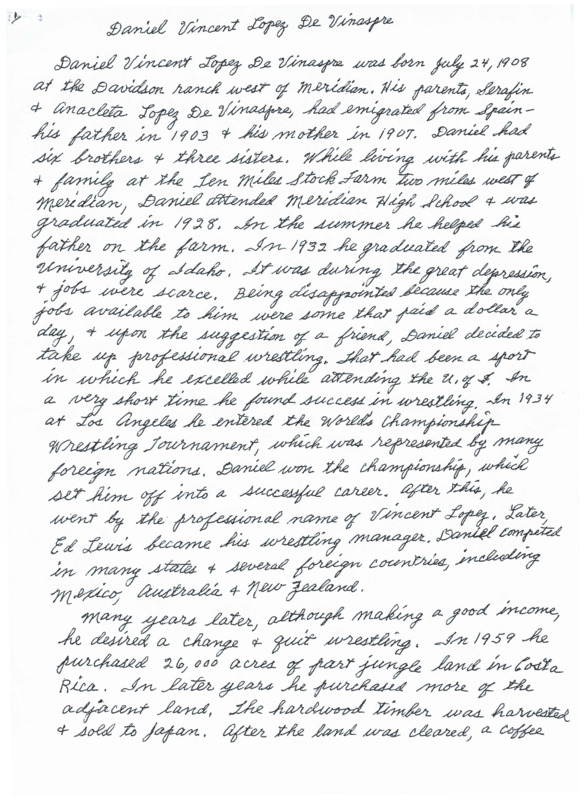 Daniel Vincent Lopez De Vinaspre
Daniel Vincent Lopez De Vinaspre was born July 24, 1908
at the Davidson ranch west of Meridian. His parents, Serafin
& Anacleta Lopez De Vinaspre, had emigrated from Spain-
his father in 1903 & his mother in 1907. Daniel had
six brothers & three sisters. While living with his parents
& family at the Ten Miles Stock Farm two miles west of
Meridian, Daniel attended Meridian High School & was
graduated in 1928. In the summer he helped his
father on the farm. In 1932 he graduated from the
University of Idaho. It was during the great depression,
& jobs were scarce. Being disappointed because the only
jobs available to him were some that paid a dollar a
day, & upon the suggestion of a friend, Daniel decided to
take up professional wrestling. That had been a sport
in which he excelled while attending the U. of I. In
a very short time he found success in wrestling. In 1934
at Los Angeles he entered the World's Championship
Wrestling Tournament, which was represented by many
foreign nations. Daniel won the championship, which
set him off into a successful career. After this, he
went by the professional name of Vincent Lopez. Later,
Ed Lewis became his wrestling manager. Daniel competed
in many states & several foreign countries, including
Mexico, Australia & New Zealand.
Many years later, although making a good income,
he desired a change & quit wrestling. In 1959 he
purchased 26,000 acres of part jungle land in Costa
Rica. In later years he purchased more of the
adjacent land. The hardwood timber was harvested
& sold to Japan. After the land was cleared, a coffee